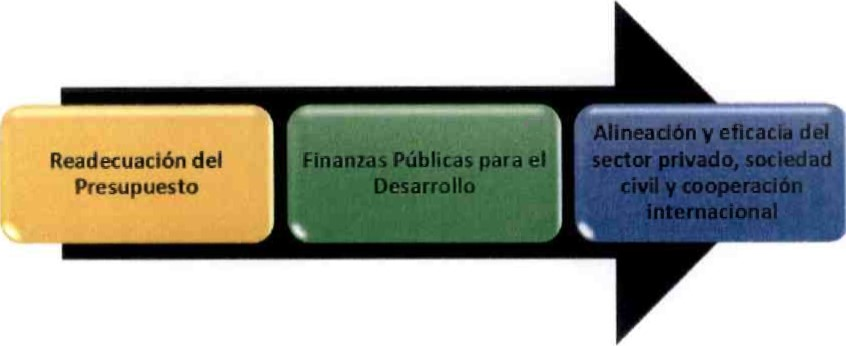 Readecuación del
Presupuesto
Finanzas Públicas para el
Desarrollo
Alineación y eficacia del
sector privado, sociedad
civil y cooperación
internacional